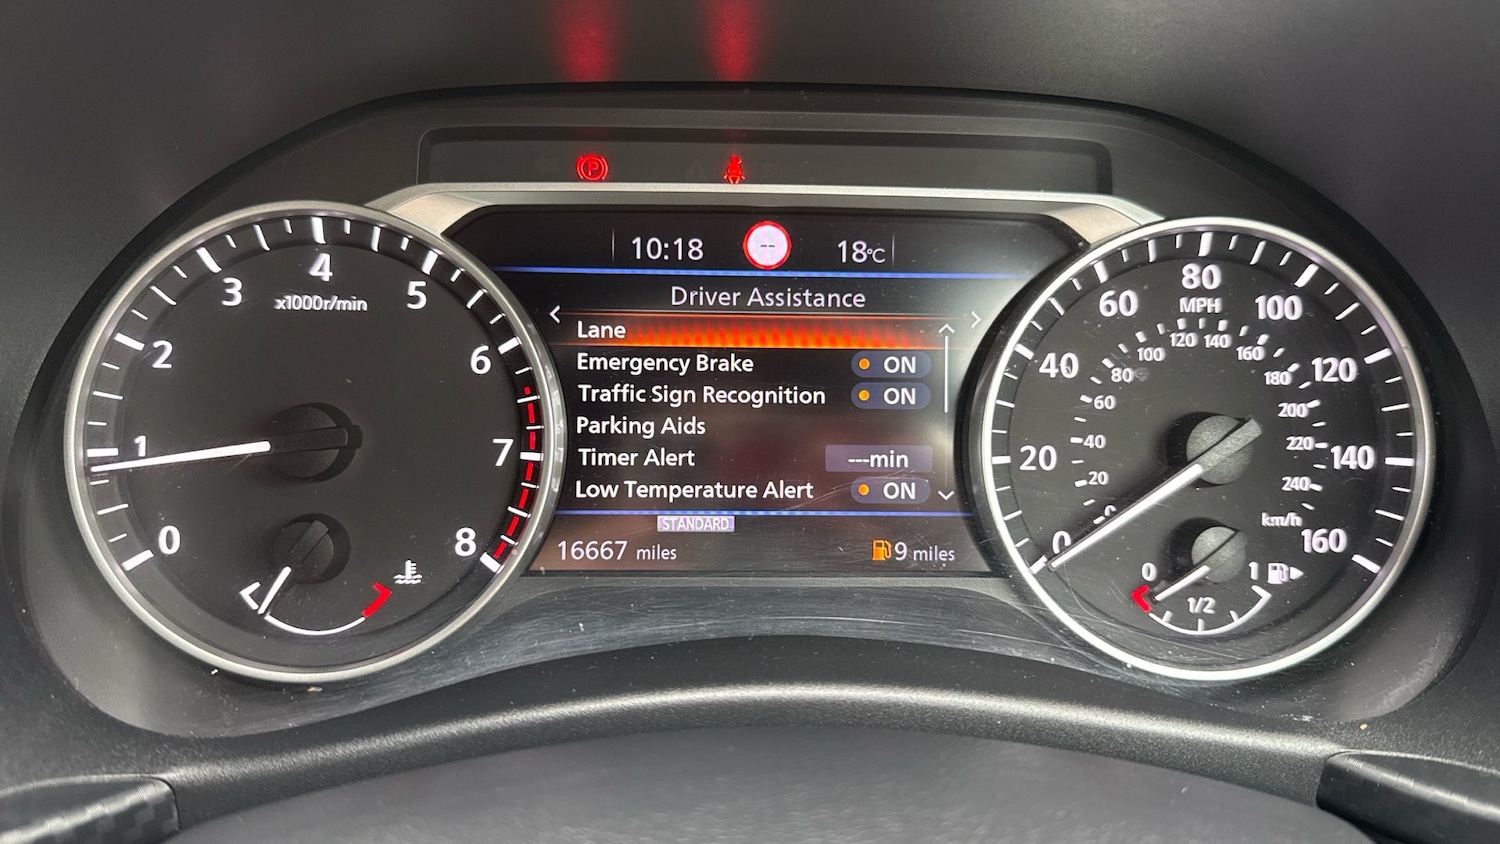 P
10:18 -- 18°C
Driver Assistance
Lane
Emergency Brake ON
Traffic Sign Recognition ON
Parking Aids
Timer Alert ---min
Low Temperature Alert ON
STANDARD
16667 miles 9 miles
0
1
2
3
4
5
6
7
8
x1000r/min
0
20
40
60
80
100
120
140
160
MPH
0
20
40
60
80
100
120
140
160
180
200
220
240
km/h
0
1/2
1